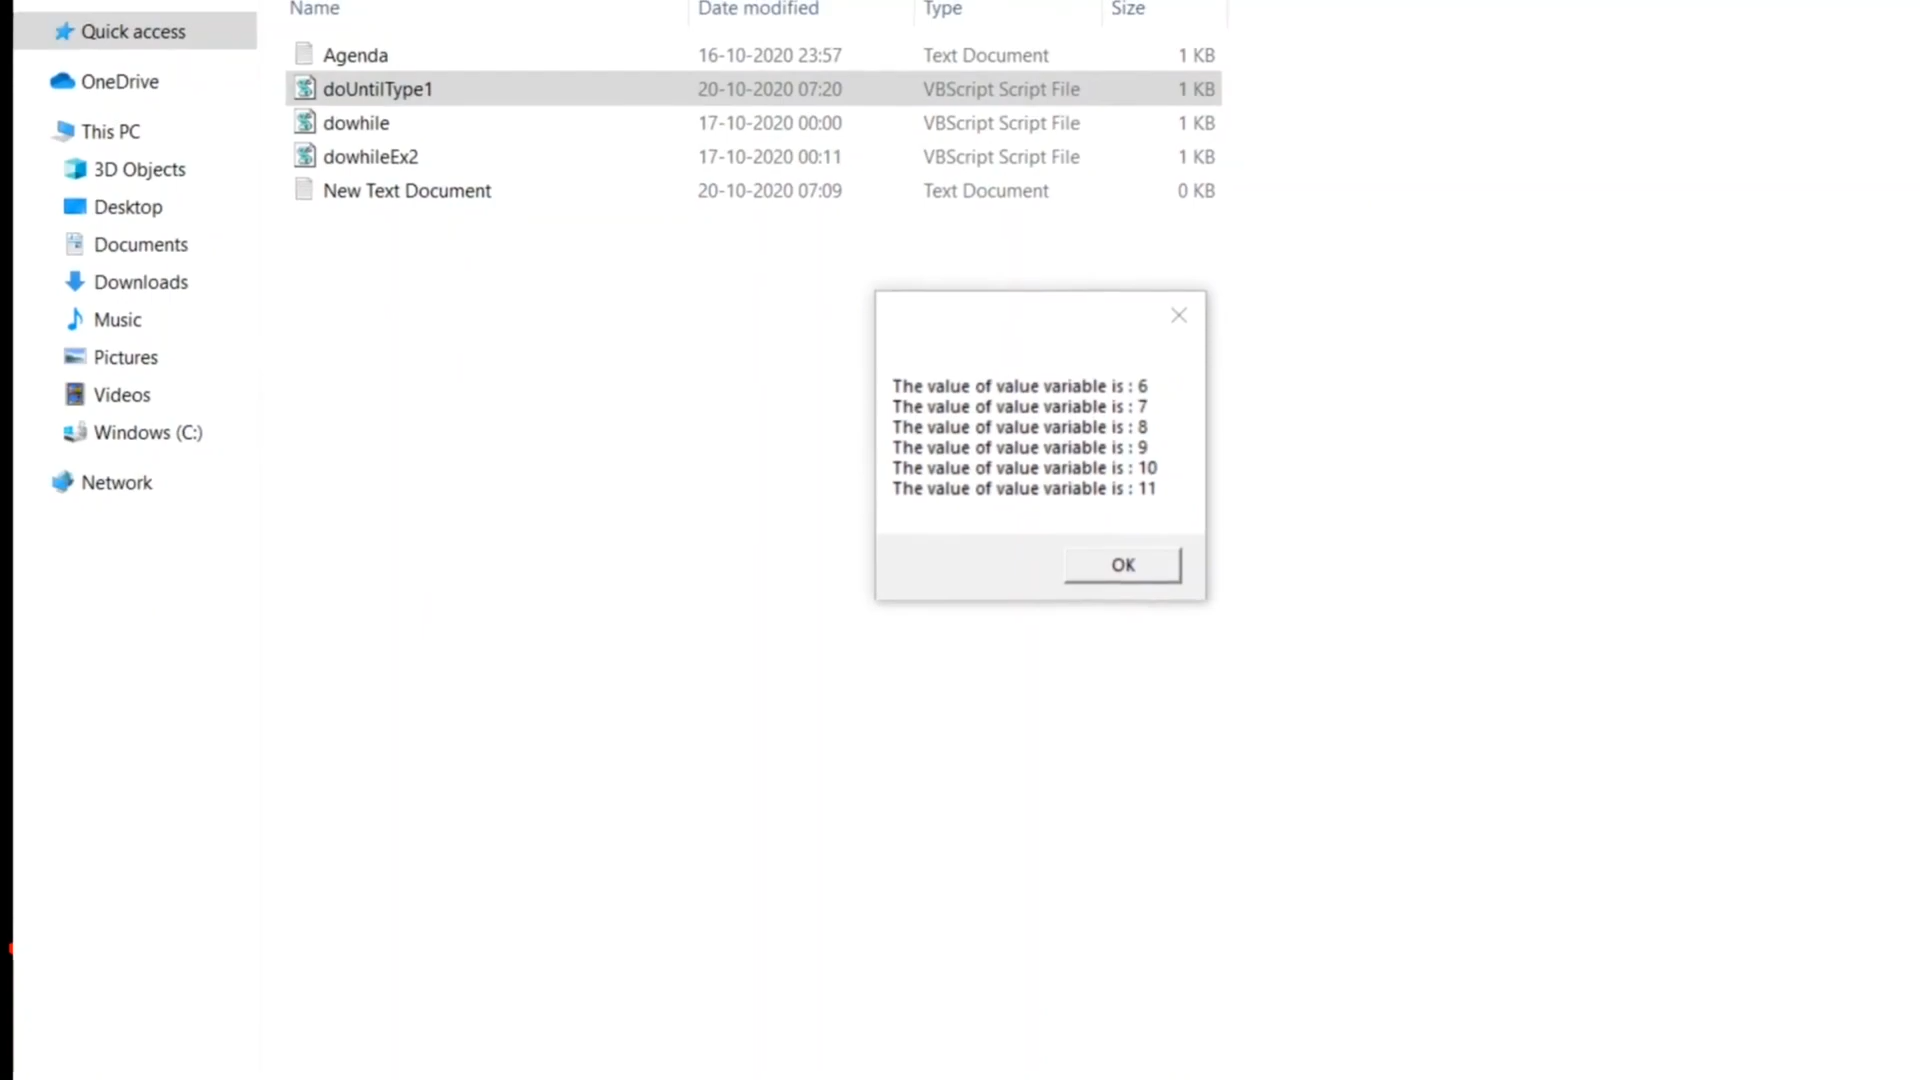 Name Date modified Type Size
Quick access
OneDrive
This PC
3D Objects
Desktop
Documents
Downloads
Music
Pictures
Videos
Windows (C:)
Network
Agenda 16-10-2020 23:57 Text Document 1 KB
doUntilType1 20-10-2020 07:20 VBScript Script File 1 KB
dowhile 17-10-2020 00:00 VBScript Script File 1 KB
dowhileEx2 17-10-2020 00:11 VBScript Script File 1 KB
New Text Document 20-10-2020 07:09 Text Document 0 KB
The value of value variable is : 6
The value of value variable is : 7
The value of value variable is : 8
The value of value variable is : 9
The value of value variable is : 10
The value of value variable is : 11
OK